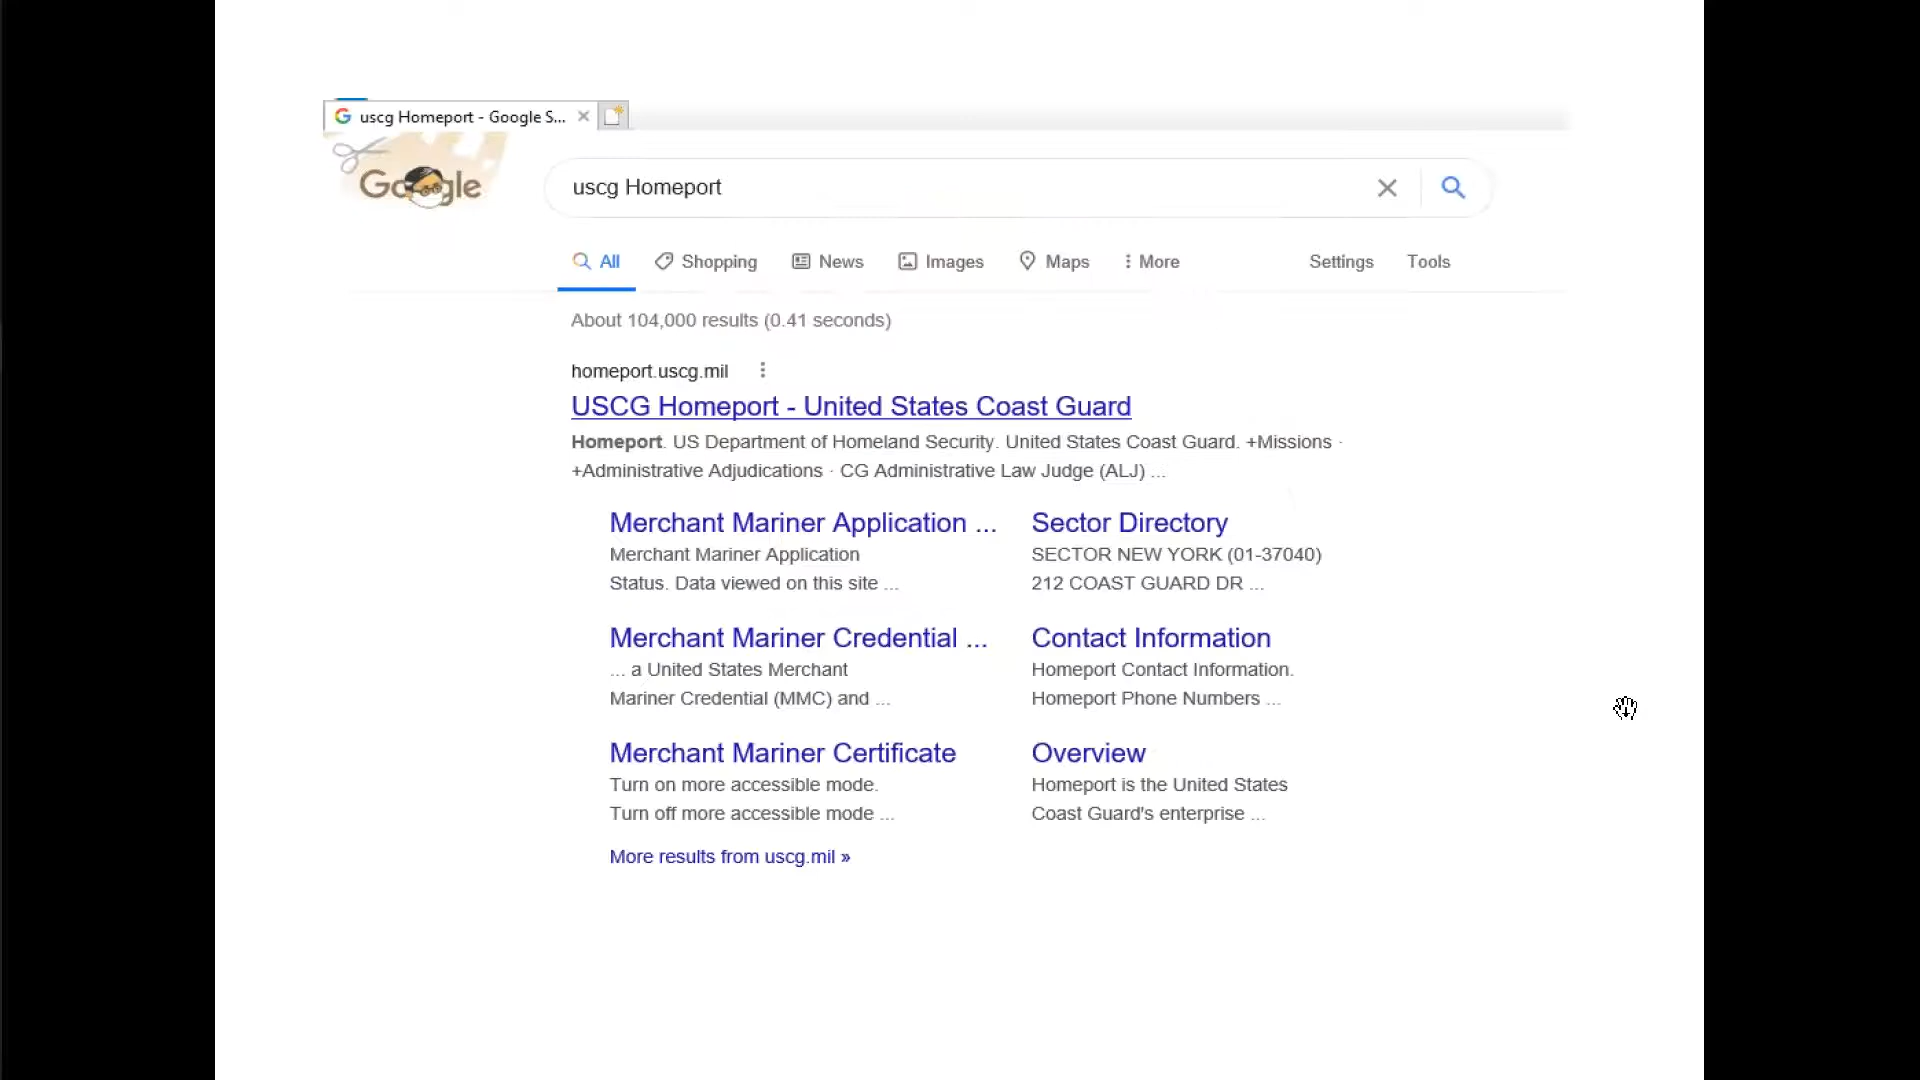 uscg Homeport - Google S...
Google
uscg Homeport
All Shopping News Images Maps More Settings Tools
About 104,000 results (0.41 seconds)
homeport.uscg.mil
USCG Homeport - United States Coast Guard
Homeport. US Department of Homeland Security. United States Coast Guard. +Missions ·
+Administrative Adjudications · CG Administrative Law Judge (ALJ) ...
Merchant Mariner Application ...
Merchant Mariner Application
Status. Data viewed on this site ...
Sector Directory
SECTOR NEW YORK (01-37040)
212 COAST GUARD DR ...
Merchant Mariner Credential ...
... a United States Merchant
Mariner Credential (MMC) and ...
Contact Information
Homeport Contact Information.
Homeport Phone Numbers ...
Merchant Mariner Certificate
Turn on more accessible mode.
Turn off more accessible mode ...
Overview
Homeport is the United States
Coast Guard's enterprise ...
More results from uscg.mil »